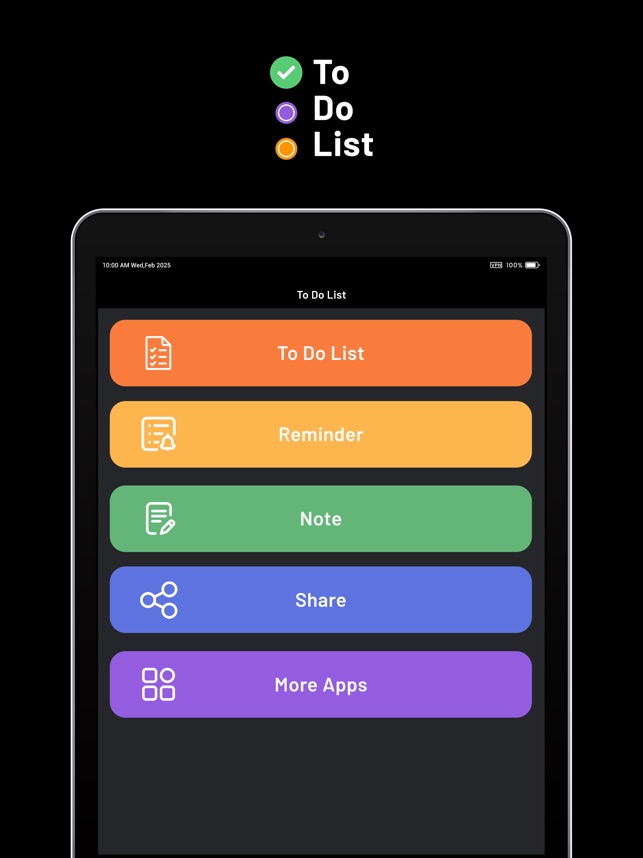 To
Do
List
10:00 AM Wed,Feb 2025
VPN 100%
To Do List
To Do List
Reminder
Note
Share
More Apps